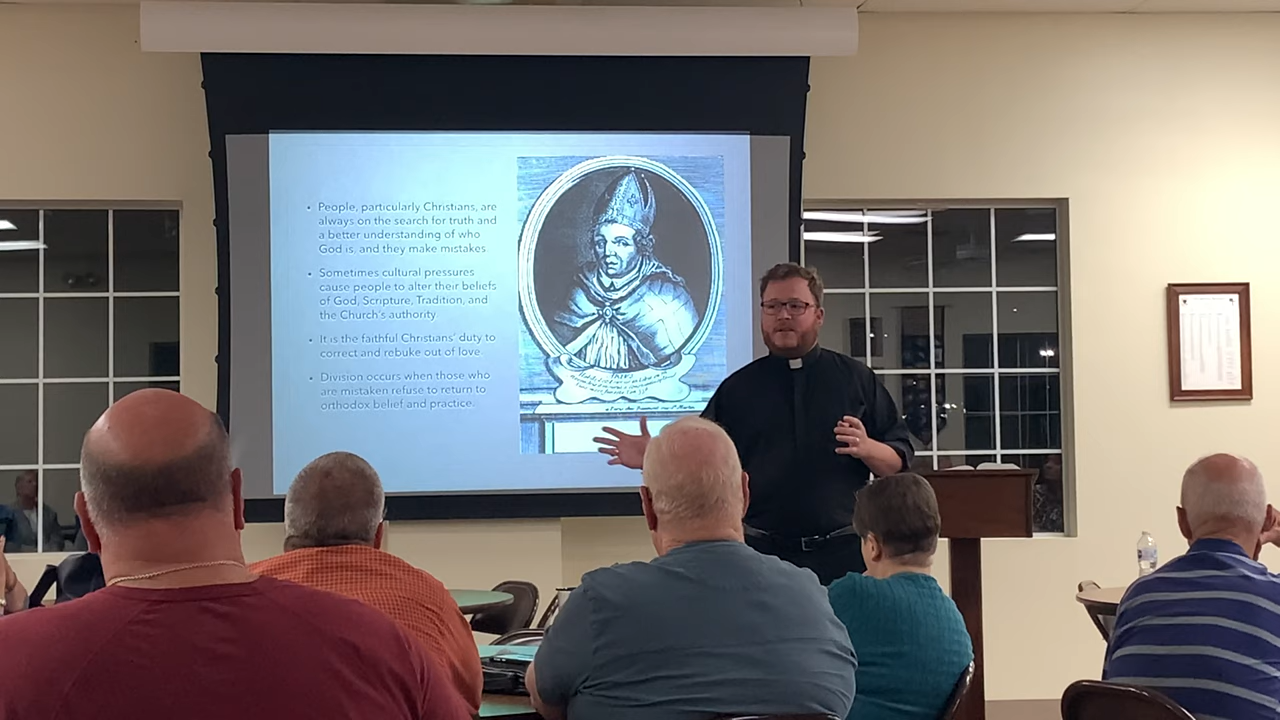 • People, particularly Christians, are
always on the search for truth and
a better understanding of who
God is, and they make mistakes
• Sometimes cultural pressures
cause people to alter their beliefs
of God, Scripture, Tradition, and
the Church's authority
• It is the faithful Christians' duty to
correct and rebuke out of love.
• Division occurs when those who
are mistaken refuse to return to
orthodox belief and practice.